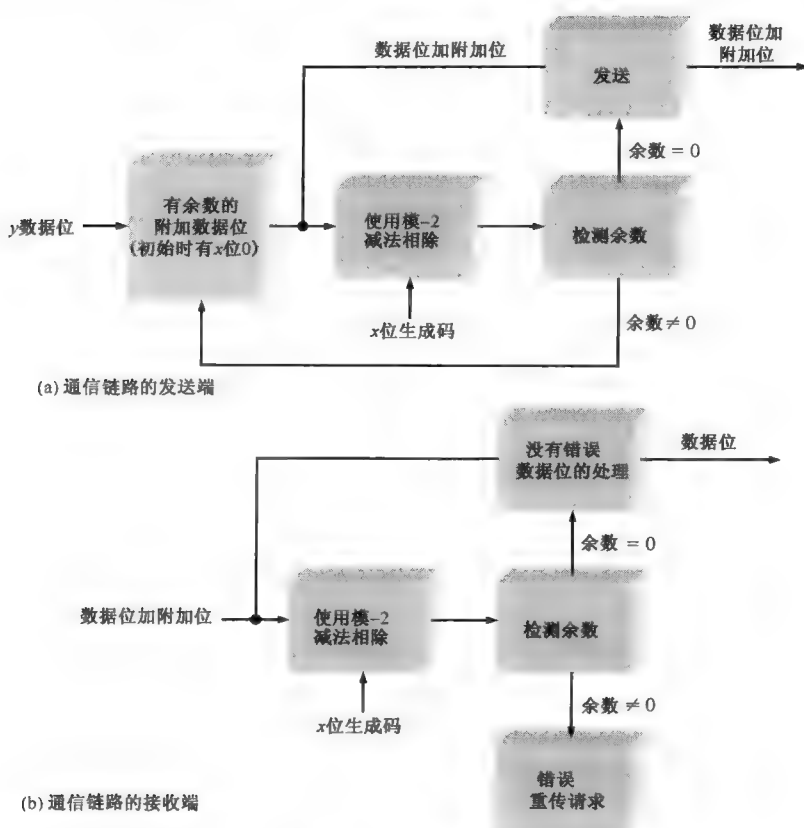 数据位加附加位
发送
数据位加
附加位
余数 = 0
y数据位
有余数的
附加数据位
(初始时有x位0)
使用模-2
减法相除
检测余数
x位生成码
余数≠0
(a) 通信链路的发送端
没有错误
数据位的处理
数据位
余数 = 0
数据位加附加位
使用模-2
减法相除
检测余数
x位生成码
余数 ≠ 0
错误
重传请求
(b) 通信链路的接收端